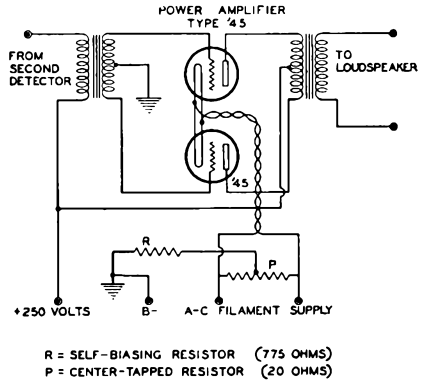 POWER AMPLIFIER
TYPE '45
FROM
SECOND
DETECTOR
TO
LOUDSPEAKER
'45
R
P
+250 VOLTS
B-
A-C FILAMENT SUPPLY
R = SELF-BIASING RESISTOR (775 OHMS)
P = CENTER-TAPPED RESISTOR (20 OHMS)